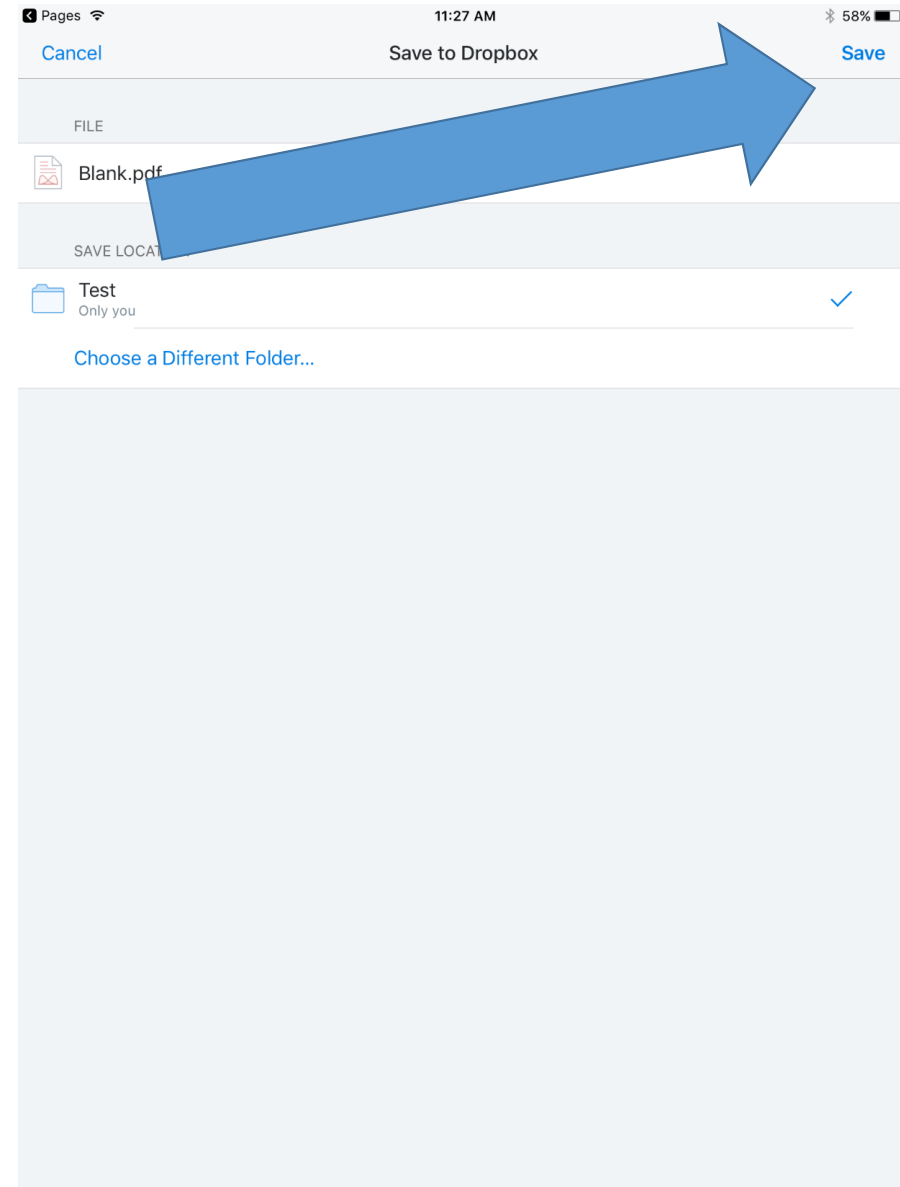 Pages 11:27 AM 58%
Cancel Save to Dropbox Save
FILE
Blank.pdf
SAVE
Test
Only you
Choose a Different Folder...